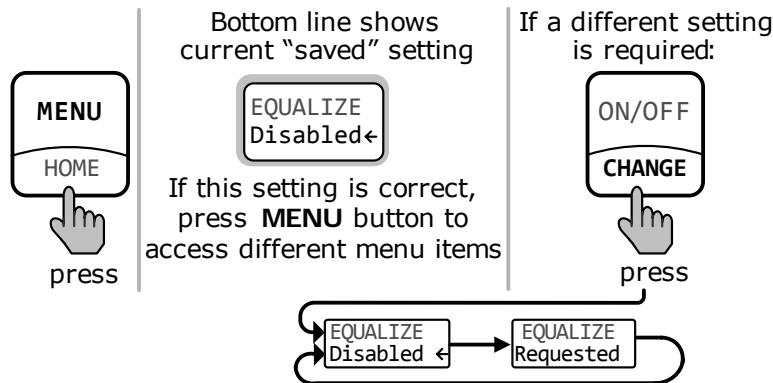 MENU
HOME
press
Bottom line shows
current “saved” setting
EQUALIZE
Disabled←
If this setting is correct,
press MENU button to
access different menu items
If a different setting
is required:
ON/OFF
CHANGE
press
EQUALIZE
Disabled ←
EQUALIZE
Requested